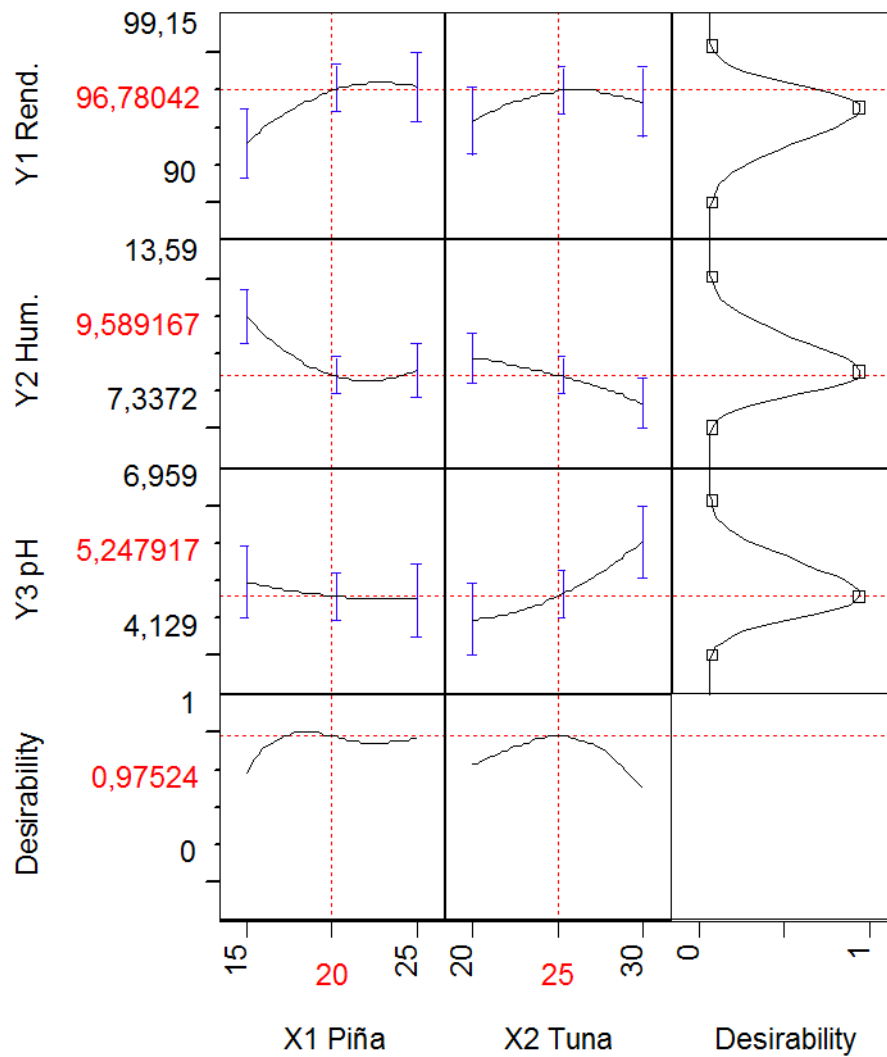 Y1 Rend.
99,15
96,78042
90
Y2 Hum.
13,59
9,589167
7,3372
Y3 pH
6,959
5,247917
4,129
Desirability
1
0,97524
0
15 20 25 20 25 30 0 1
X1 Piña X2 Tuna Desirability